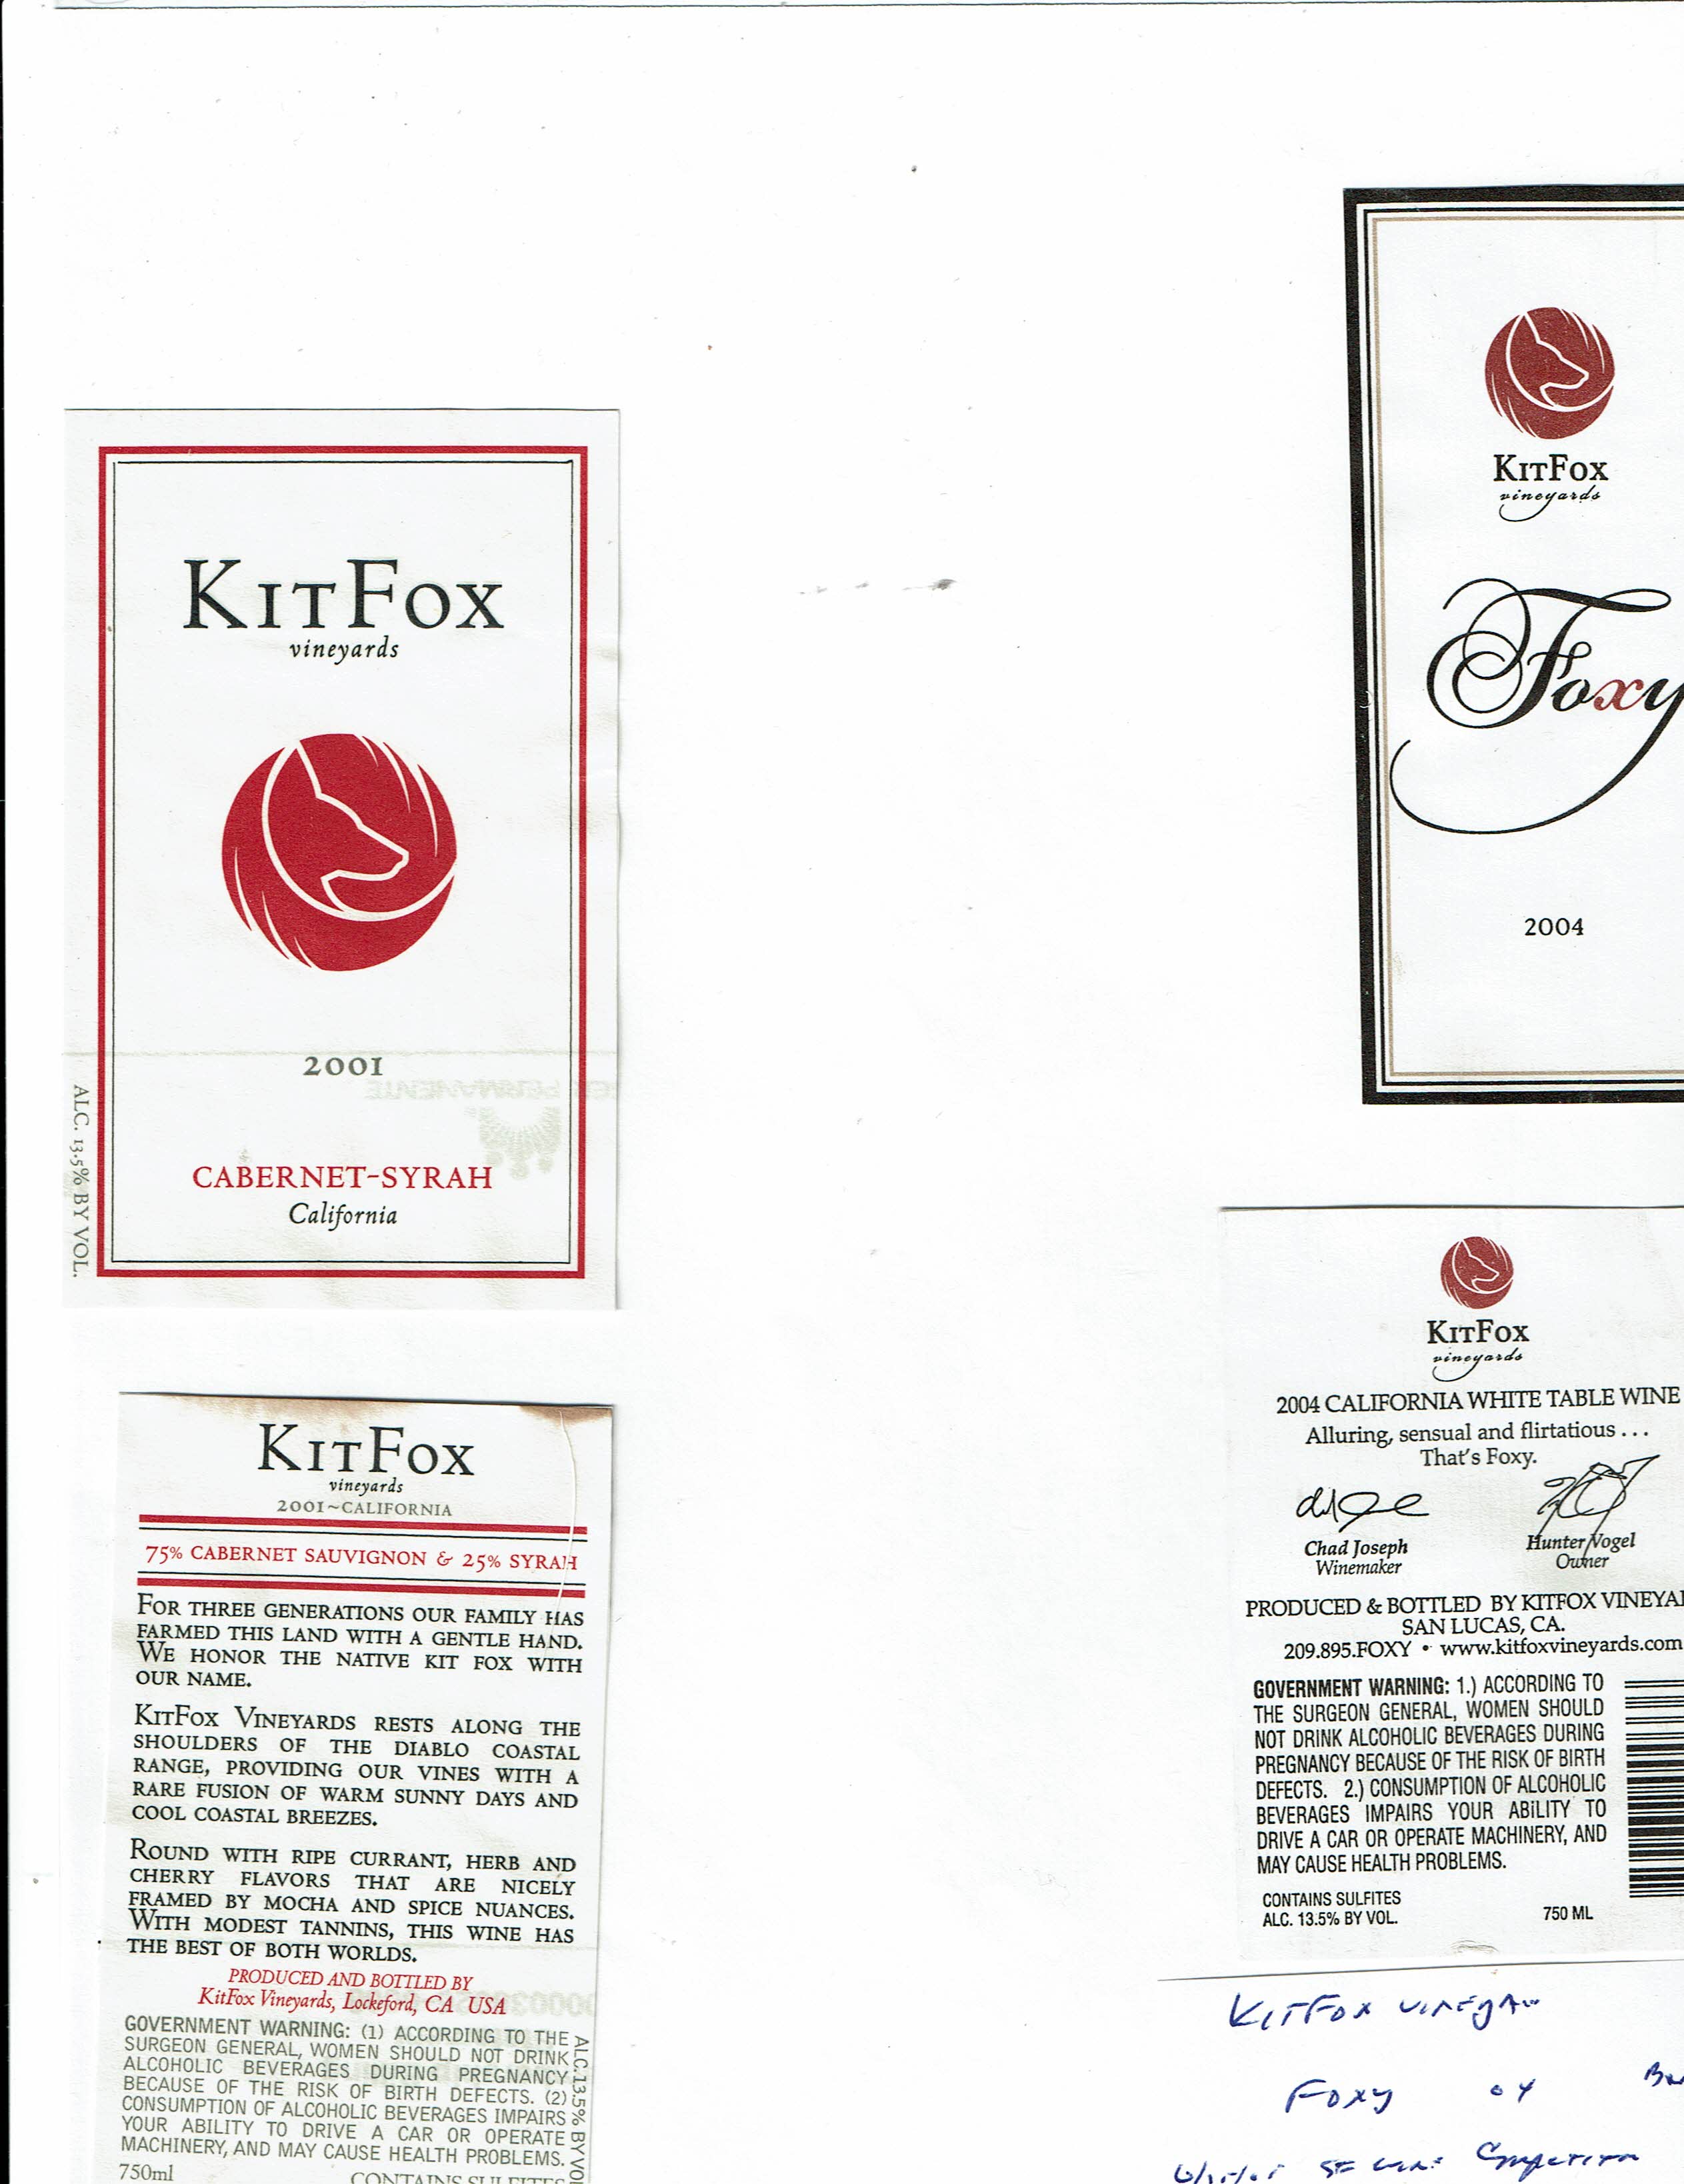 KITFOX
vineyards
2001
CABERNET-SYRAH
California
ALC. 13.5% BY VOL.
KITFOX
vineyards
2001~CALIFORNIA
75% CABERNET SAUVIGNON & 25% SYRAH
FOR THREE GENERATIONS OUR FAMILY HAS
FARMED THIS LAND WITH A GENTLE HAND.
WE HONOR THE NATIVE KIT FOX WITH
OUR NAME.
KITFOX VINEYARDS RESTS ALONG THE
SHOULDERS OF THE DIABLO COASTAL
RANGE, PROVIDING OUR VINES WITH A
RARE FUSION OF WARM SUNNY DAYS AND
COOL COASTAL BREEZES.
ROUND WITH RIPE CURRANT, HERB AND
CHERRY FLAVORS THAT ARE NICELY
FRAMED BY MOCHA AND SPICE NUANCES.
WITH MODEST TANNINS, THIS WINE HAS
THE BEST OF BOTH WORLDS.
PRODUCED AND BOTTLED BY
KitFox Vineyards, Lockeford, CA USA
GOVERNMENT WARNING: (1) ACCORDING TO THE
SURGEON GENERAL, WOMEN SHOULD NOT DRINK
ALCOHOLIC BEVERAGES DURING PREGNANCY
BECAUSE OF THE RISK OF BIRTH DEFECTS. (2)
CONSUMPTION OF ALCOHOLIC BEVERAGES IMPAIRS
YOUR ABILITY TO DRIVE A CAR OR OPERATE
MACHINERY, AND MAY CAUSE HEALTH PROBLEMS.
750ml CONTAINS SULFITES
ALC. 13.5% BY VOL
KITFOX
vineyards
Foxy
2004
KITFOX
vineyards
2004 CALIFORNIA WHITE TABLE WINE
Alluring, sensual and flirtatious . . .
That's Foxy.
Chad Joseph
Winemaker
Hunter Vogel
Owner
PRODUCED & BOTTLED BY KITFOX VINEYA
SAN LUCAS, CA.
209.895.FOXY • www.kitfoxvineyards.com
GOVERNMENT WARNING: 1.) ACCORDING TO
THE SURGEON GENERAL, WOMEN SHOULD
NOT DRINK ALCOHOLIC BEVERAGES DURING
PREGNANCY BECAUSE OF THE RISK OF BIRTH
DEFECTS. 2.) CONSUMPTION OF ALCOHOLIC
BEVERAGES IMPAIRS YOUR ABILITY TO
DRIVE A CAR OR OPERATE MACHINERY, AND
MAY CAUSE HEALTH PROBLEMS.
CONTAINS SULFITES
ALC. 13.5% BY VOL. 750 ML
KITFOX
Foxy 04